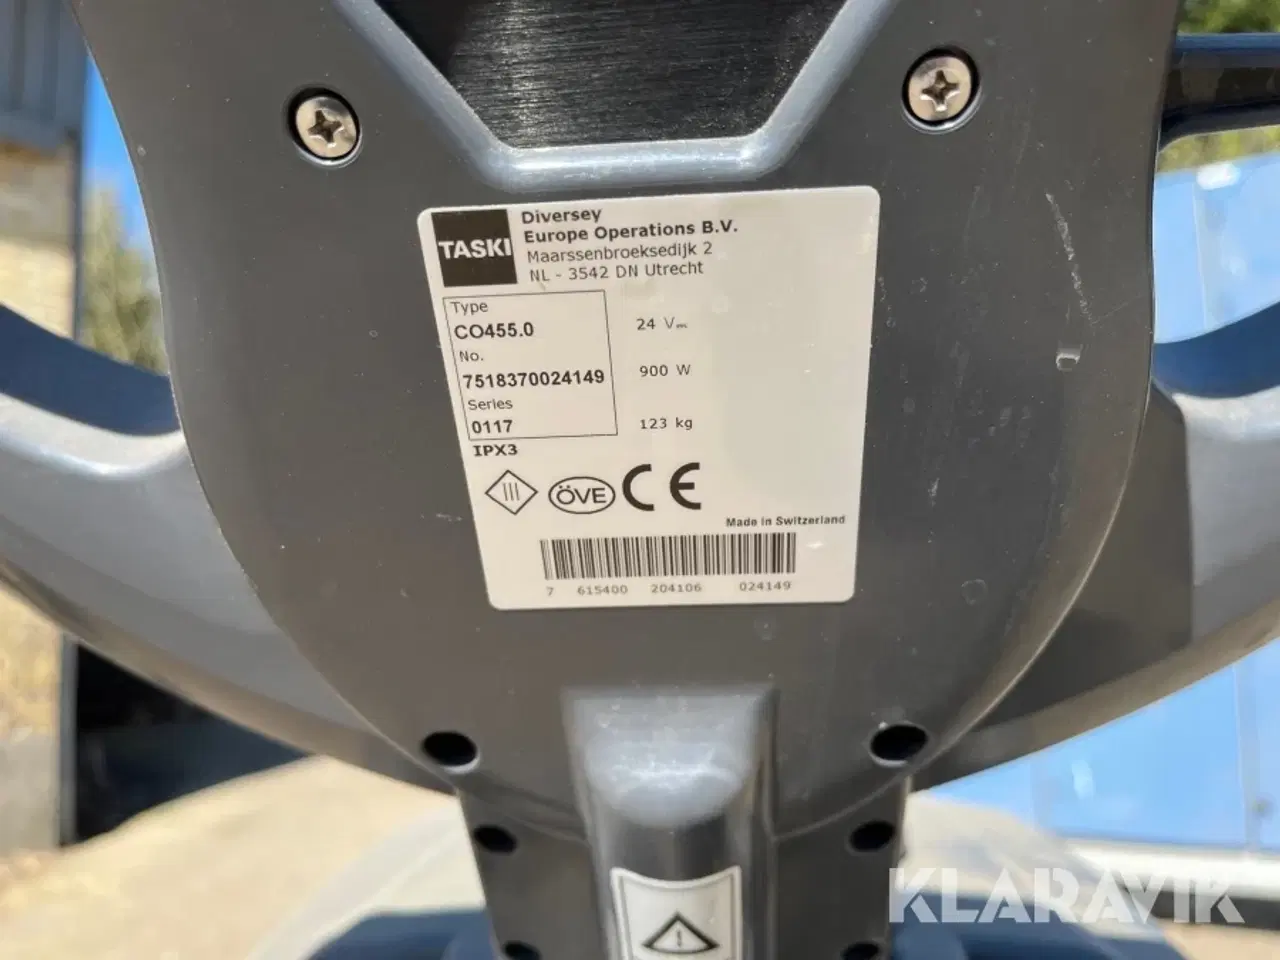 TASKI
Diversey
Europe Operations B.V.
Maarssenbroeksedijk 2
NL - 3542 DN Utrecht
Type
CO455.0
No.
7518370024149
Series
0117
24 V
900 W
123 kg
IPX3
III
ÖVE
CE
Made in Switzerland
7 615400 204106 024149
KLARAVIK